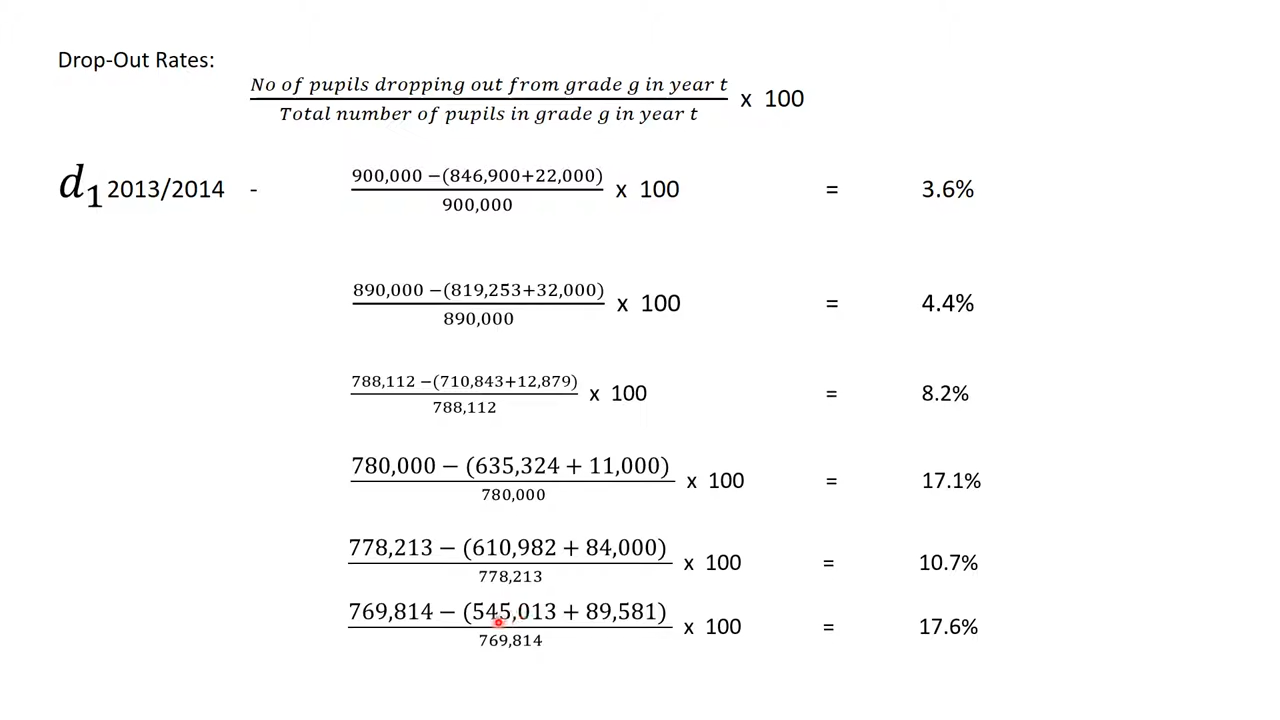 Drop-Out Rates:
No of pupils dropping out from grade g in year t
Total number of pupils in grade g in year t
x 100
d₁ 2013/2014 - 900,000 −(846,900+22,000)
900,000
x 100 = 3.6%
890,000 −(819,253+32,000)
890,000
x 100 = 4.4%
788,112 −(710,843+12,879)
788,112
x 100 = 8.2%
780,000 − (635,324 + 11,000)
780,000
x 100 = 17.1%
778,213 − (610,982 + 84,000)
778,213
x 100 = 10.7%
769,814 − (545,013 + 89,581)
769,814
x 100 = 17.6%